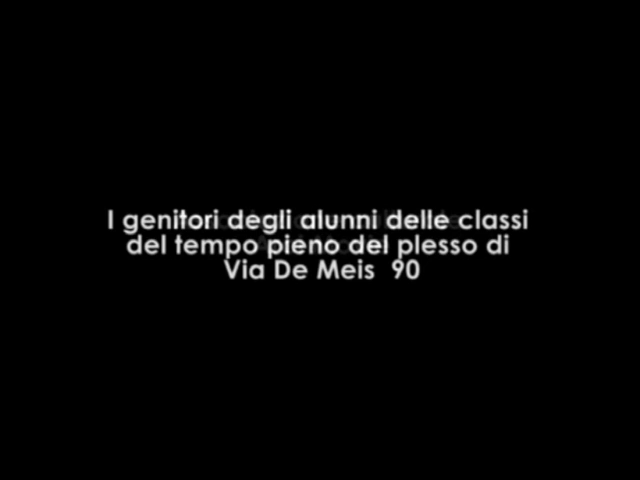 I genitori degli alunni delle classi
del tempo pieno del plesso di
Via De Meis  90